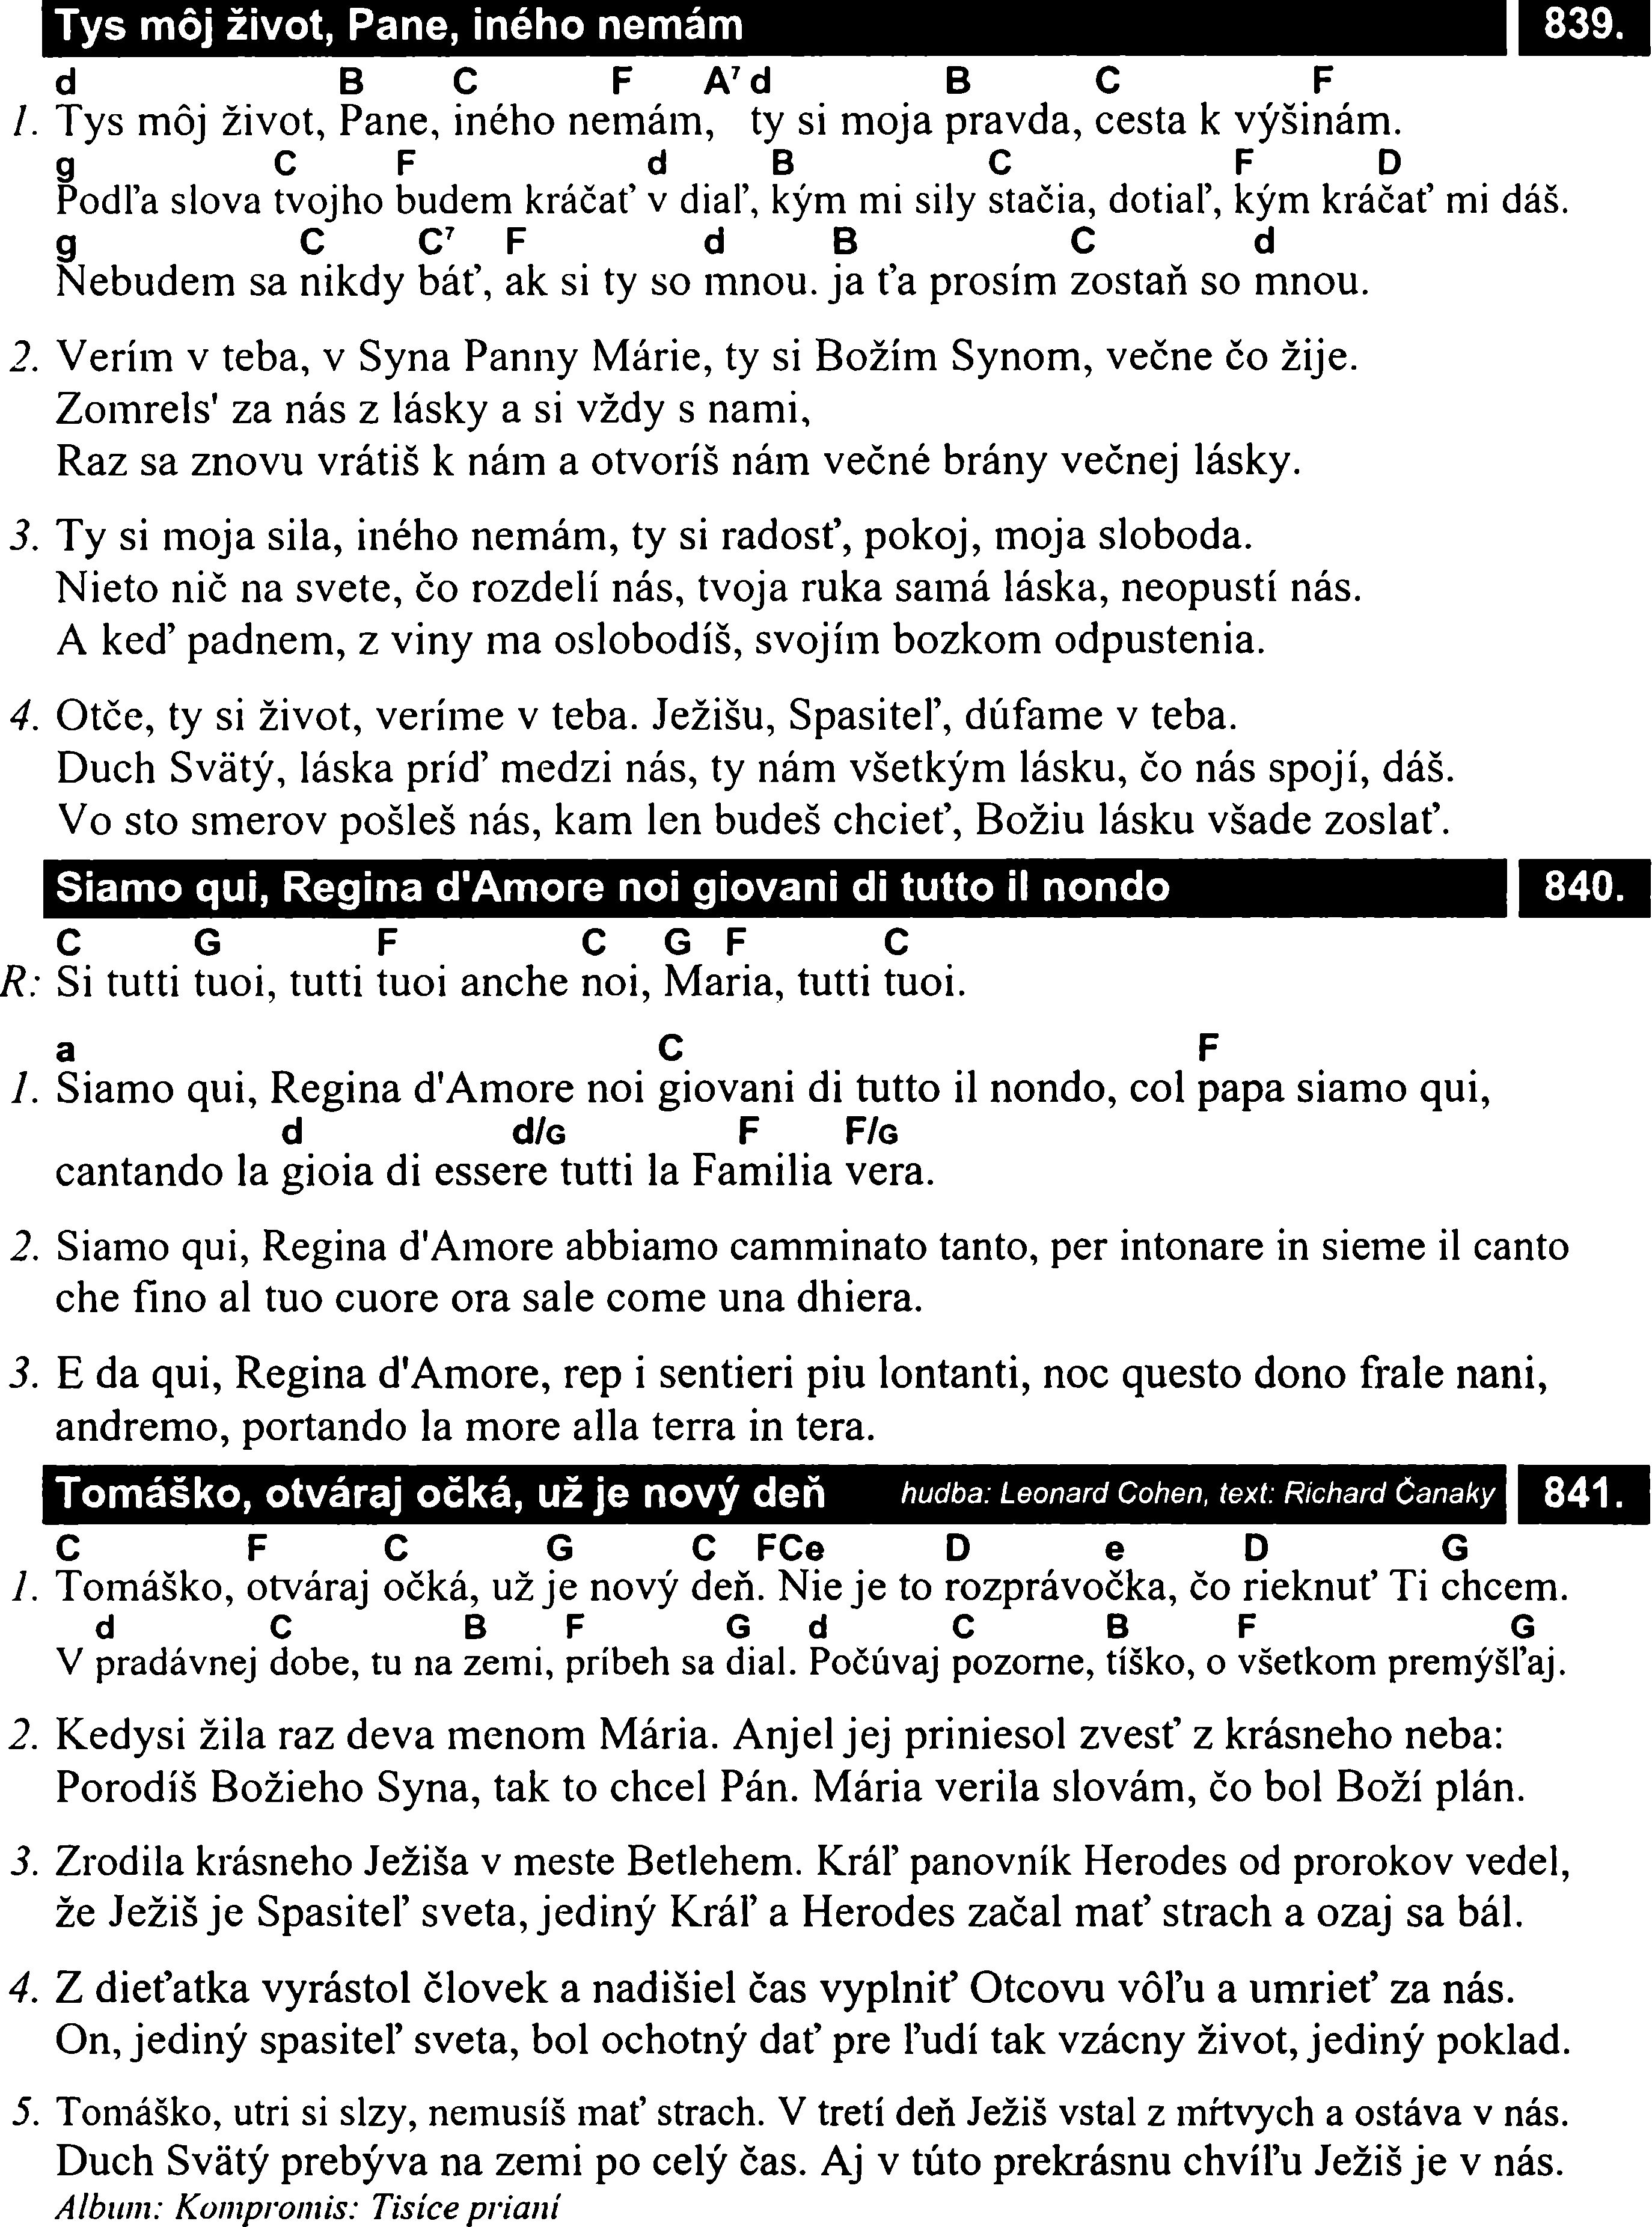 Tys môj život, Pane, iného nemám 839.
d B C F A7 d B C F
1. Tys môj život, Pane, iného nemám, ty si moja pravda, cesta k výšinám.
g C F d B C F D
Podľa slova tvojho budem kráčať v diaľ, kým mi sily stačia, dotiaľ, kým kráčať mi dáš.
g C C7 F d B C d
Nebudem sa nikdy báť, ak si ty so mnou. ja ťa prosím zostaň so mnou.
2. Verím v teba, v Syna Panny Márie, ty si Božím Synom, večne čo žije.
Zomrels' za nás z lásky a si vždy s nami,
Raz sa znovu vrátiš k nám a otvoríš nám večné brány večnej lásky.
3. Ty si moja sila, iného nemám, ty si radosť, pokoj, moja sloboda.
Nieto nič na svete, čo rozdelí nás, tvoja ruka samá láska, neopustí nás.
A keď padnem, z viny ma oslobodíš, svojím bozkom odpustenia.
4. Otče, ty si život, veríme v teba. Ježišu, Spasiteľ, dúfame v teba.
Duch Svätý, láska príď medzi nás, ty nám všetkým lásku, čo nás spojí, dáš.
Vo sto smerov pošleš nás, kam len budeš chcieť, Božiu lásku všade zoslať.
Siamo qui, Regina d'Amore noi giovani di tutto il nondo 840.
C G F C G F C
R: Si tutti tuoi, tutti tuoi anche noi, Maria, tutti tuoi.
a C F
1. Siamo qui, Regina d'Amore noi giovani di tutto il nondo, col papa siamo qui,
d d/G F F/G
cantando la gioia di essere tutti la Familia vera.
2. Siamo qui, Regina d'Amore abbiamo camminato tanto, per intonare in sieme il canto
che fino al tuo cuore ora sale come una dhiera.
3. E da qui, Regina d'Amore, rep i sentieri piu lontanti, noc questo dono frale nani,
andremo, portando la more alla terra in tera.
Tomáško, otváraj očká, už je nový deň hudba: Leonard Cohen, text: Richard Čanaky 841.
C F C G C FCe D e D G
1. Tomáško, otváraj očká, už je nový deň. Nie je to rozprávočka, čo rieknuť Ti chcem.
d C B F G d C B F G
V pradávnej dobe, tu na zemi, príbeh sa dial. Počúvaj pozorne, tíško, o všetkom premýšľaj.
2. Kedysi žila raz deva menom Mária. Anjel jej priniesol zvesť z krásneho neba:
Porodíš Božieho Syna, tak to chcel Pán. Mária verila slovám, čo bol Boží plán.
3. Zrodila krásneho Ježiša v meste Betlehem. Kráľ panovník Herodes od prorokov vedel,
že Ježiš je Spasiteľ sveta, jediný Kráľ a Herodes začal mať strach a ozaj sa bál.
4. Z dieťatka vyrástol človek a nadišiel čas vyplniť Otcovu vôľu a umrieť za nás.
On, jediný spasiteľ sveta, bol ochotný dať pre ľudí tak vzácny život, jediný poklad.
5. Tomáško, utri si slzy, nemusíš mať strach. V tretí deň Ježiš vstal z mŕtvych a ostáva v nás.
Duch Svätý prebýva na zemi po celý čas. Aj v túto prekrásnu chvíľu Ježiš je v nás.
Album: Kompromis: Tisíce prianí